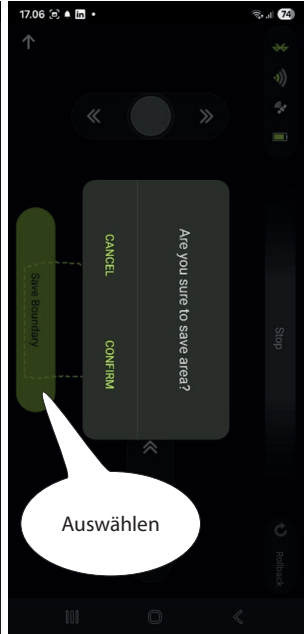 17.06
74
Stop
Rollback
Are you sure to save area?
CANCEL
CONFIRM
Save Boundary
Auswählen